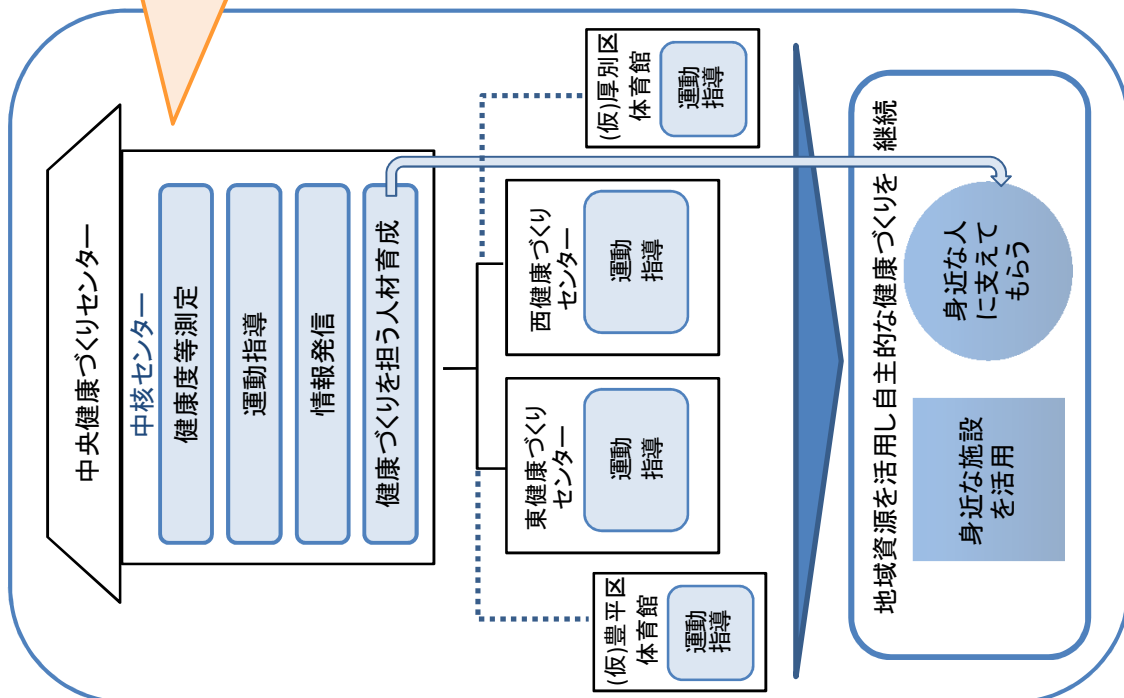 中央健康づくりセンター
中核センター
健康度等測定
運動指導
情報発信
健康づくりを担う人材育成
(仮)豊平区
体育館
運動
指導
東健康づくり
センター
運動
指導
西健康づくり
センター
運動
指導
(仮)厚別区
体育館
運動
指導
地域資源を活用し自主的な健康づくりを 継続
身近な施設
を活用
身近な人
に支えて
もらう